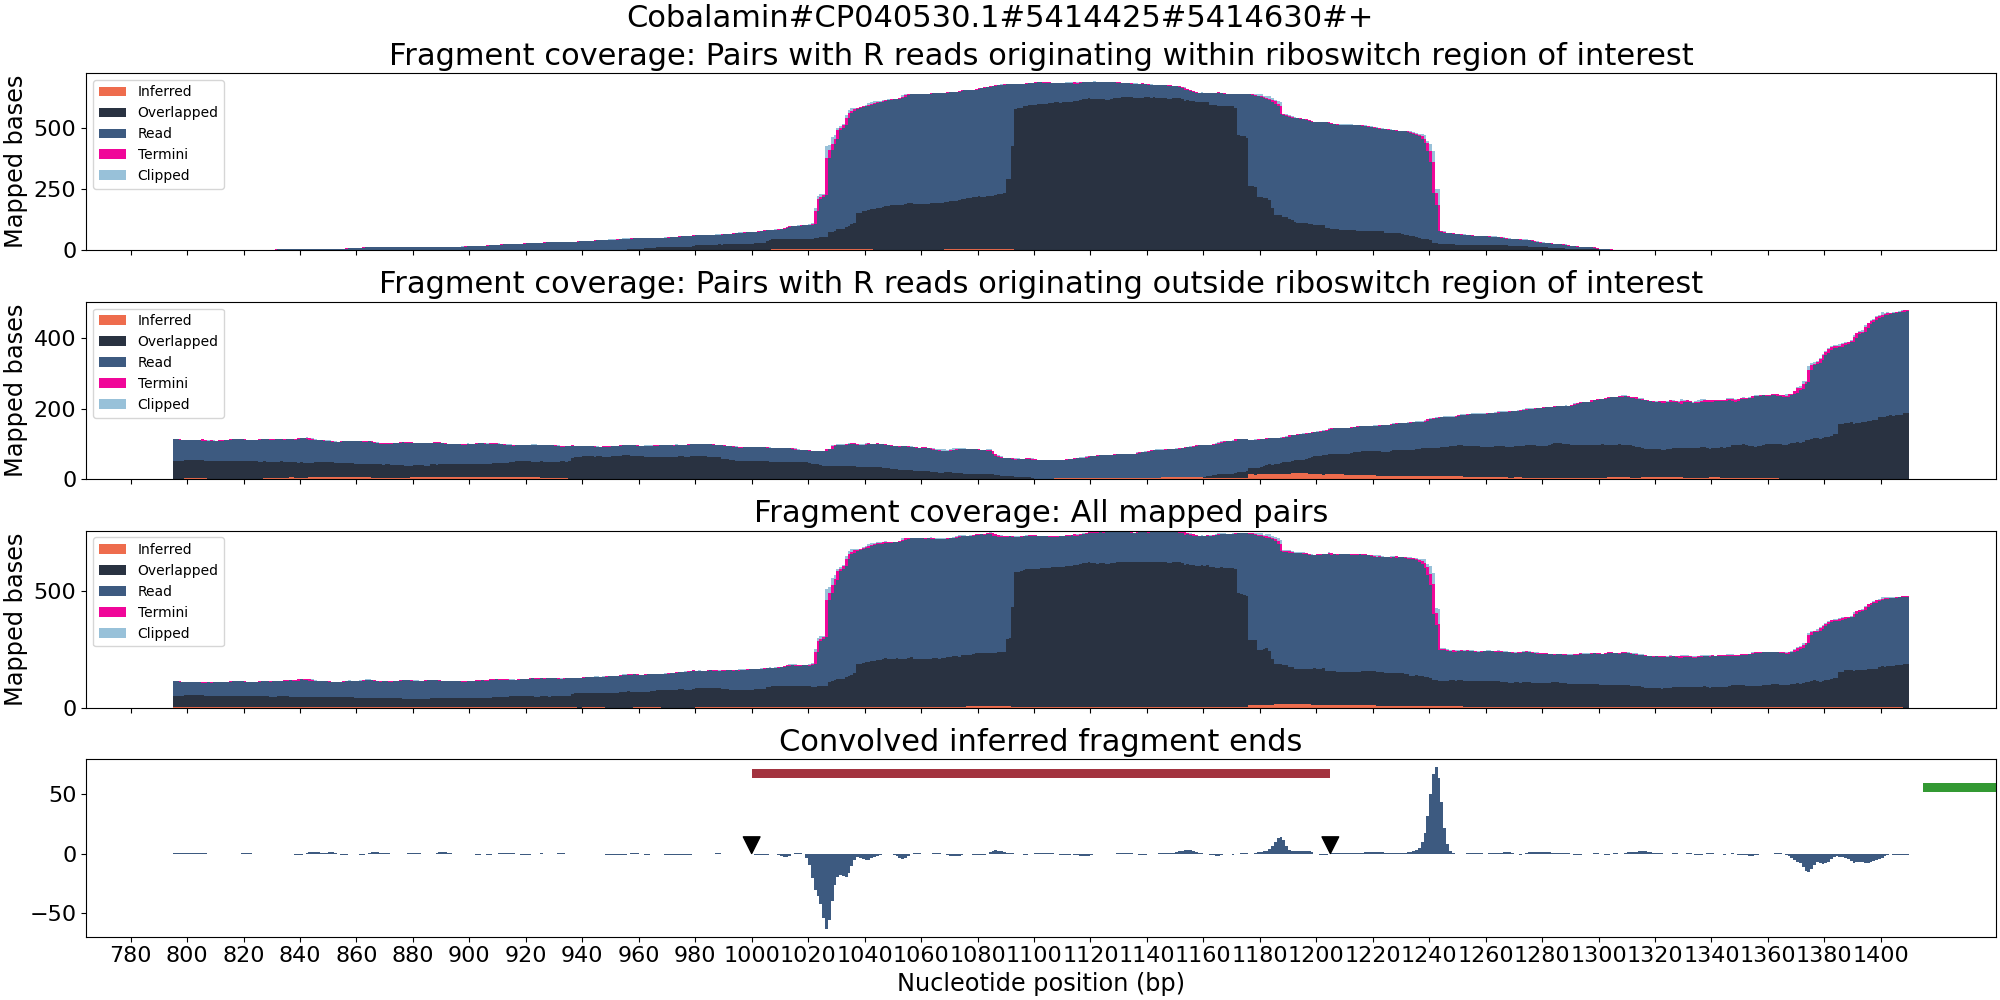 Cobalamin#CP040530.1#5414425#5414630#+
Fragment coverage: Pairs with R reads originating within riboswitch region of interest
Mapped bases
500
250
0
Inferred
Overlapped
Read
Termini
Clipped
Fragment coverage: Pairs with R reads originating outside riboswitch region of interest
Mapped bases
400
200
0
Inferred
Overlapped
Read
Termini
Clipped
Fragment coverage: All mapped pairs
Mapped bases
500
0
Inferred
Overlapped
Read
Termini
Clipped
Convolved inferred fragment ends
50
0
−50
780 800 820 840 860 880 900 920 940 960 980 1000 1020 1040 1060 1080 1100 1120 1140 1160 1180 1200 1220 1240 1260 1280 1300 1320 1340 1360 1380 1400
Nucleotide position (bp)